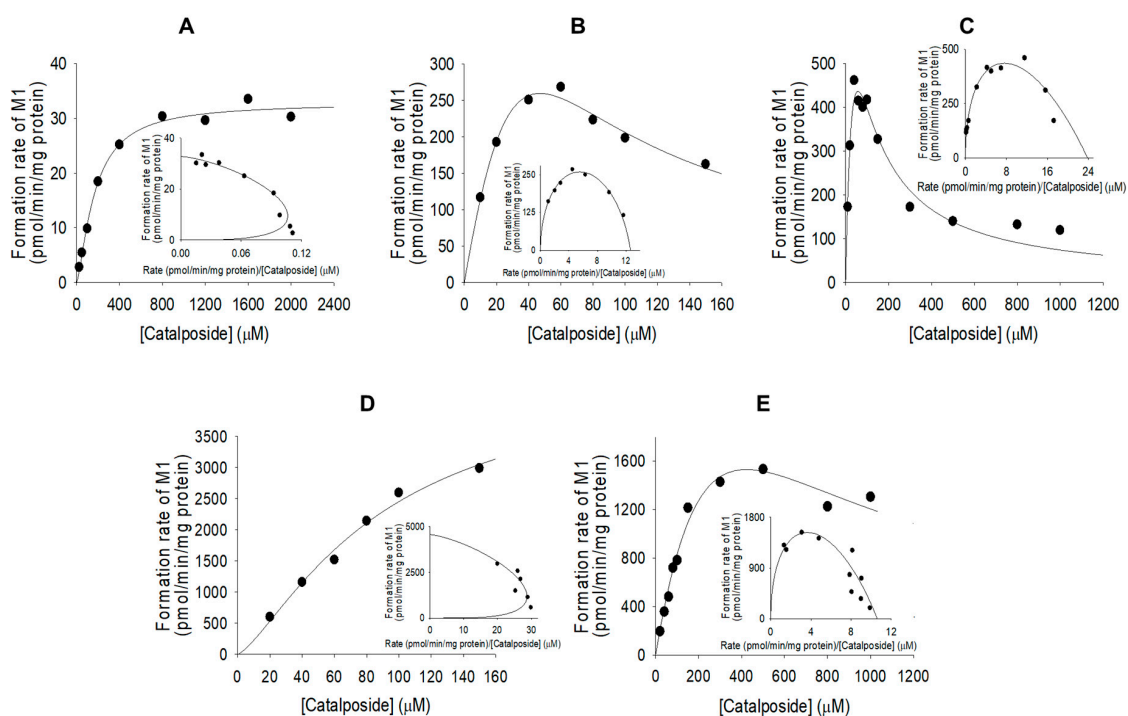 A
Formation rate of M1
(pmol/min/mg protein)
40
30
20
10
0
0 400 800 1200 1600 2000 2400
[Catalposide] (μM)
Formation rate of M1
(pmol/min/mg protein)
40
20
0
0.00 0.06 0.12
Rate (pmol/min/mg protein)/[Catalposide] (μM)
B
Formation rate of M1
(pmol/min/mg protein)
300
250
200
150
100
50
0
0 20 40 60 80 100 120 140 160
[Catalposide] (μM)
Formation rate of M1
(pmol/min/mg protein)
250
125
0
0 4 8 12
Rate (pmol/min/mg protein)/[Catalposide] (μM)
C
Formation rate of M1
(pmol/min/mg protein)
500
400
300
200
100
0
0 200 400 600 800 1000 1200
[Catalposide] (μM)
Formation rate of M1
(pmol/min/mg protein)
500
250
0
0 8 16 24
Rate (pmol/min/mg protein)/[Catalposide] (μM)
D
Formation rate of M1
(pmol/min/mg protein)
3500
3000
2500
2000
1500
1000
500
0
0 20 40 60 80 100 120 140 160
[Catalposide] (μM)
Formation rate of M1
(pmol/min/mg protein)
5000
2500
0
0 10 20 30
Rate (pmol/min/mg protein)/[Catalposide] (μM)
E
Formation rate of M1
(pmol/min/mg protein)
1600
1200
800
400
0
0 200 400 600 800 1000 1200
[Catalposide] (μM)
Formation rate of M1
(pmol/min/mg protein)
1800
900
0
0 4 8 12
Rate (pmol/min/mg protein)/[Catalposide] (μM)